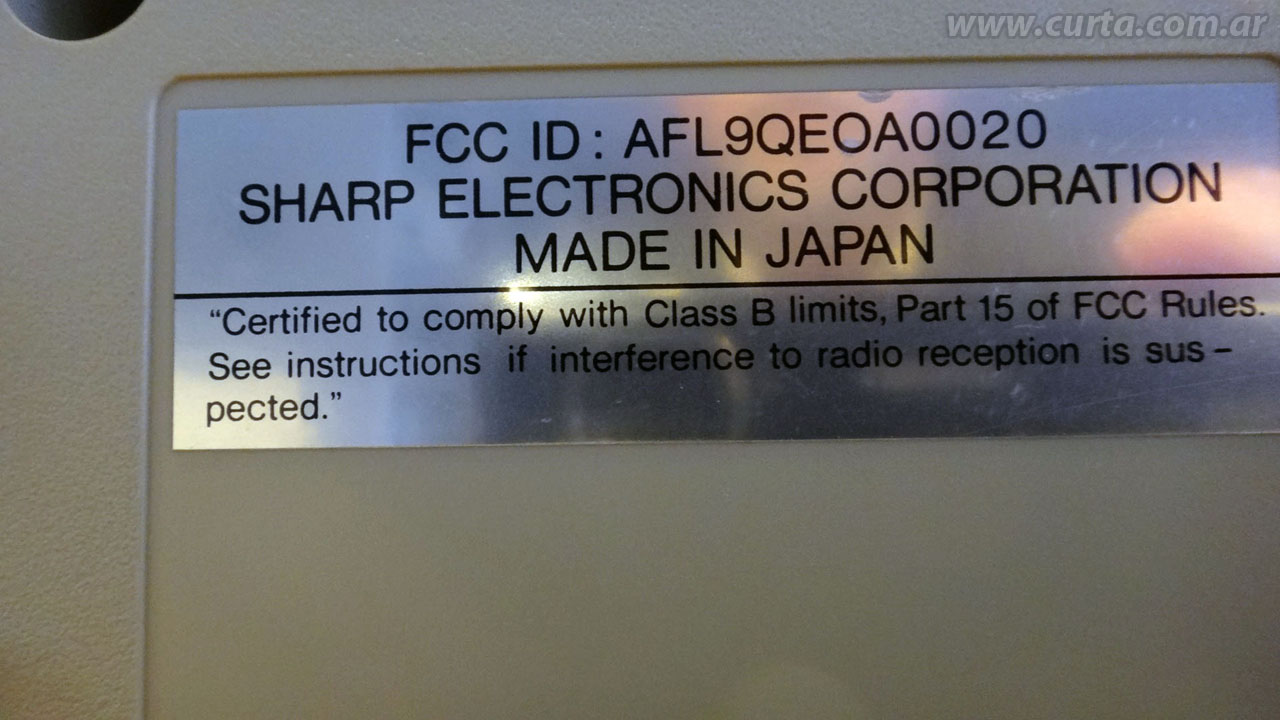 www.curta.com.ar
FCC ID : AFL9QEOA0020
SHARP ELECTRONICS CORPORATION
MADE IN JAPAN
“Certified to comply with Class B limits, Part 15 of FCC Rules.
See instructions if interference to radio reception is sus-
pected.”